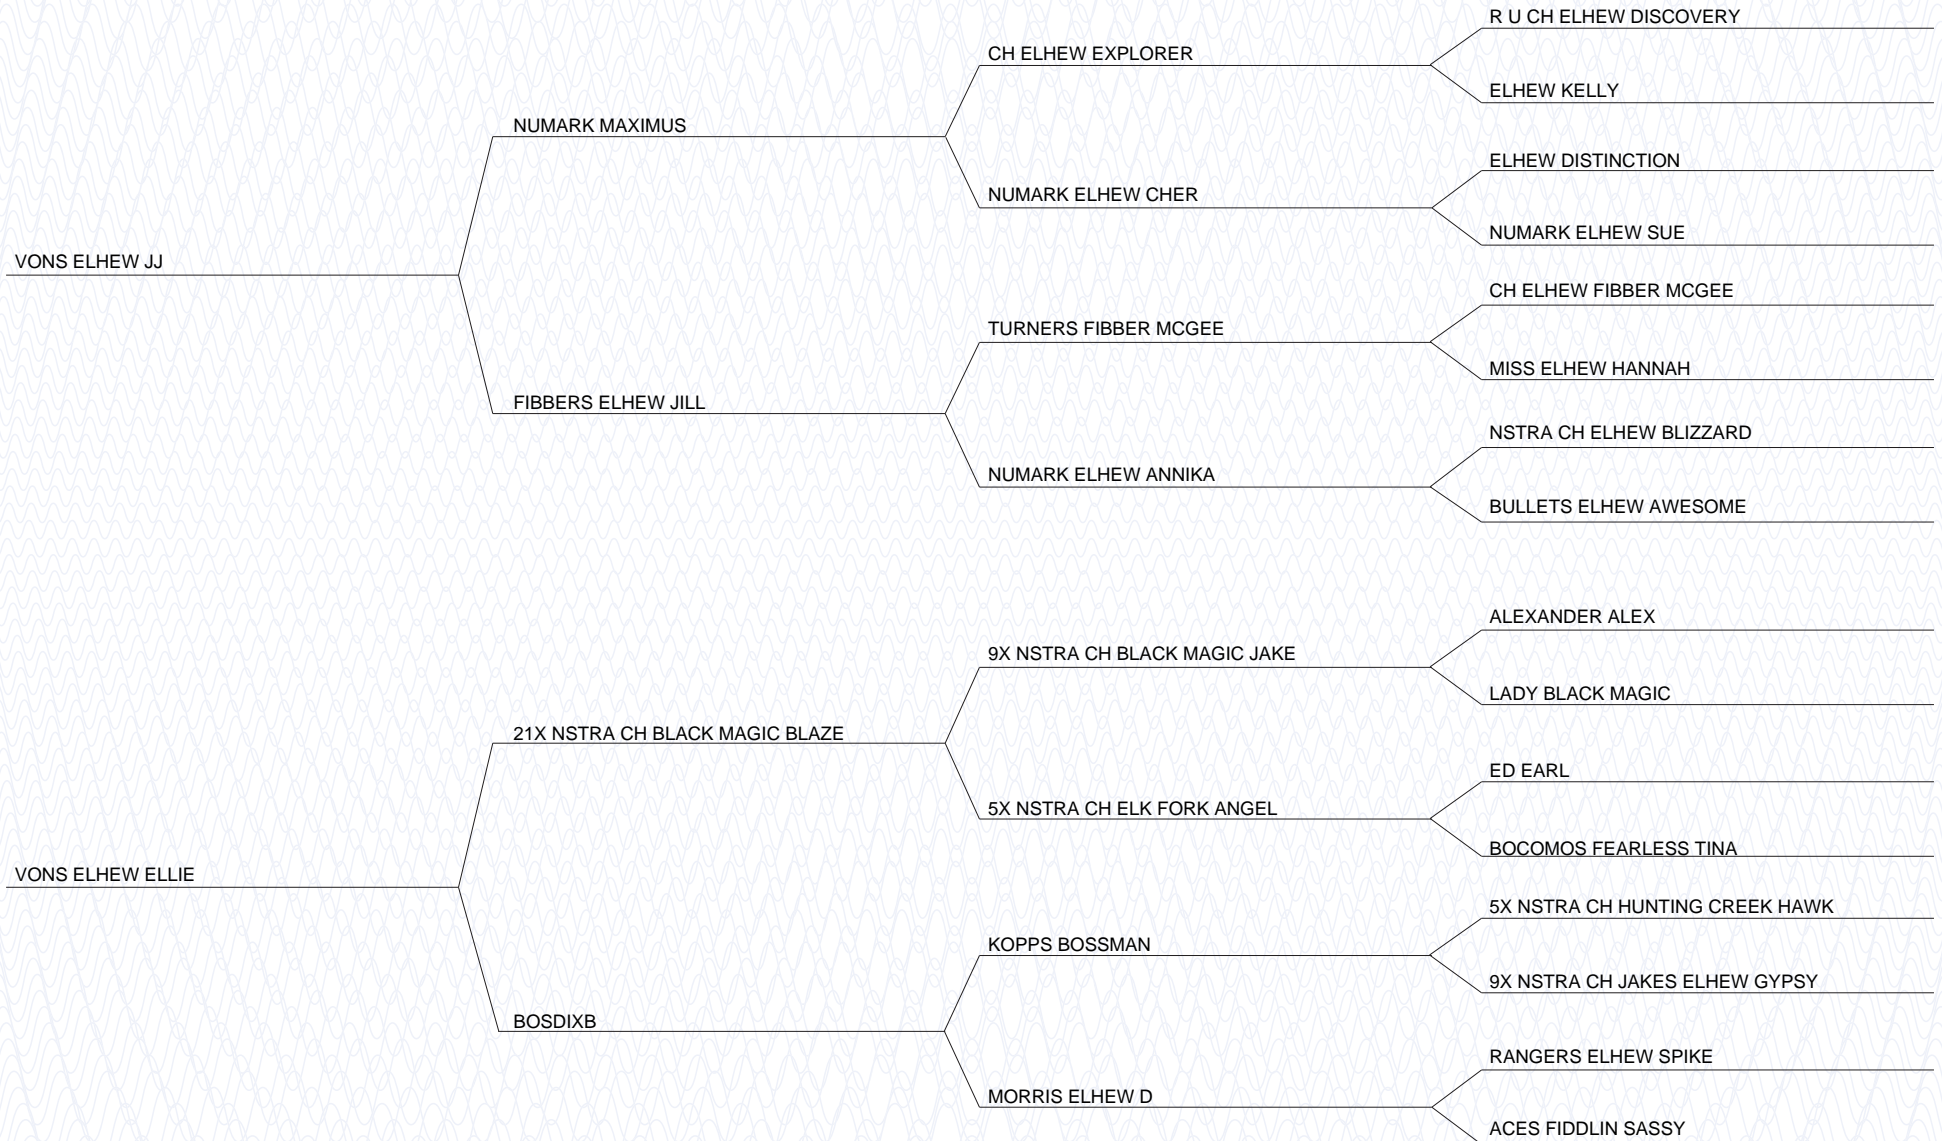 R U CH ELHEW DISCOVERY
CH ELHEW EXPLORER
ELHEW KELLY
NUMARK MAXIMUS
ELHEW DISTINCTION
NUMARK ELHEW CHER
NUMARK ELHEW SUE
VONS ELHEW JJ
CH ELHEW FIBBER MCGEE
TURNERS FIBBER MCGEE
MISS ELHEW HANNAH
FIBBERS ELHEW JILL
NSTRA CH ELHEW BLIZZARD
NUMARK ELHEW ANNIKA
BULLETS ELHEW AWESOME
ALEXANDER ALEX
9X NSTRA CH BLACK MAGIC JAKE
LADY BLACK MAGIC
21X NSTRA CH BLACK MAGIC BLAZE
ED EARL
5X NSTRA CH ELK FORK ANGEL
BOCOMOS FEARLESS TINA
VONS ELHEW ELLIE
5X NSTRA CH HUNTING CREEK HAWK
KOPPS BOSSMAN
9X NSTRA CH JAKES ELHEW GYPSY
BOSDIXB
RANGERS ELHEW SPIKE
MORRIS ELHEW D
ACES FIDDLIN SASSY